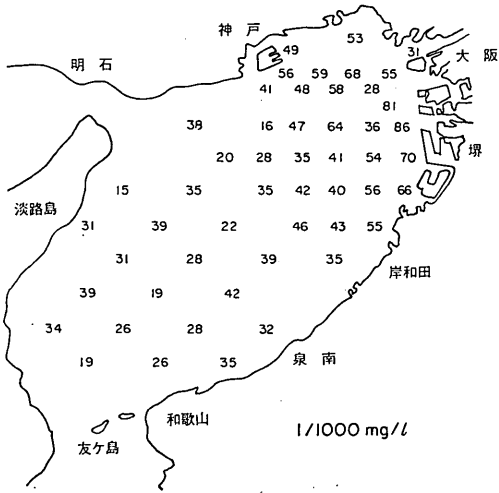 神戸
53
49
31
大阪
明石
56 59 68 55
41 48 58 28
81
38 16 47 64 36 86
堺
20 28 35 41 54 70
15 35 35 42 40 56 66
淡路島
31 39 22 46 43 55
31 28 39 35
岸和田
39 19 42
34 26 28 32
19 26 35
泉南
和歌山
友ケ島
1/1000 mg/l